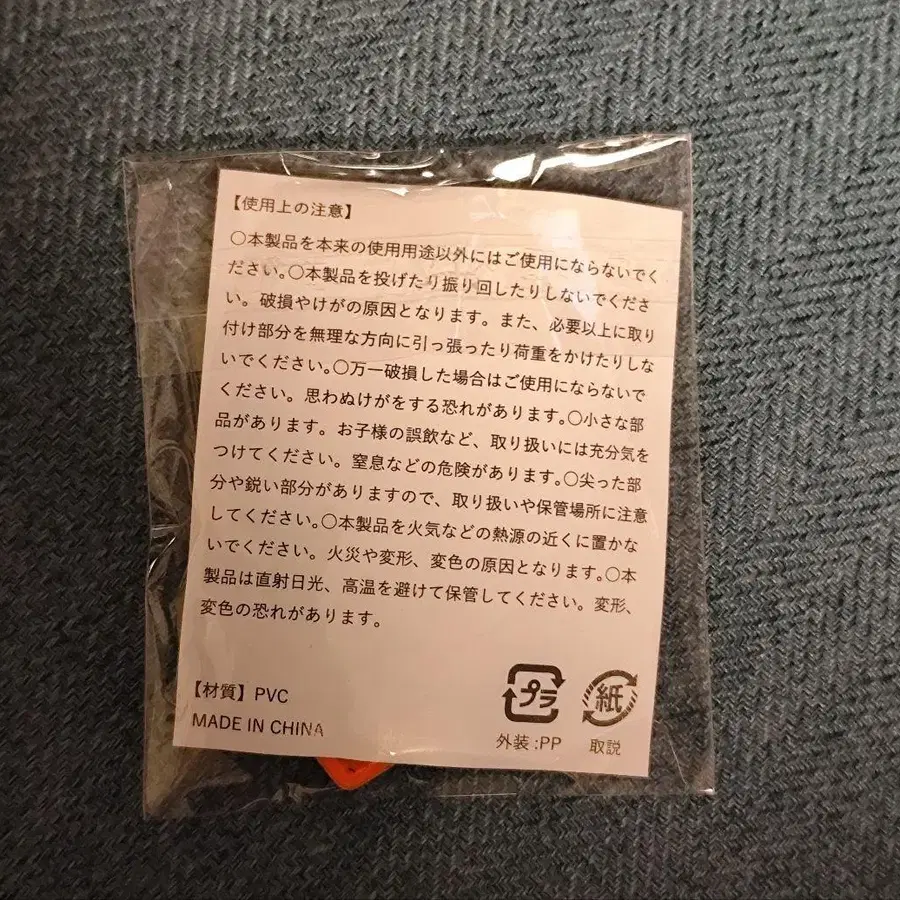 【使用上の注意】
○本製品を本来の使用用途以外にはご使用にならないでく
ださい。○本製品を投げたり振り回したりしないでくださ
い。破損やけがの原因となります。また、必要以上に取り
付け部分を無理な方向に引っ張ったり荷重をかけたりしな
いでください。○万一破損した場合はご使用にならないで
ください。思わぬけがをする恐れがあります。○小さな部
品があります。お子様の誤飲など、取り扱いには充分気を
つけてください。窒息などの危険があります。○尖った部
分や鋭い部分がありますので、取り扱いや保管場所に注意
してください。○本製品を火気などの熱源の近くに置かな
いでください。火災や変形、変色の原因となります。○本
製品は直射日光、高温を避けて保管してください。変形、
変色の恐れがあります。
【材質】PVC
MADE IN CHINA
プラ
外装:PP
紙
取説